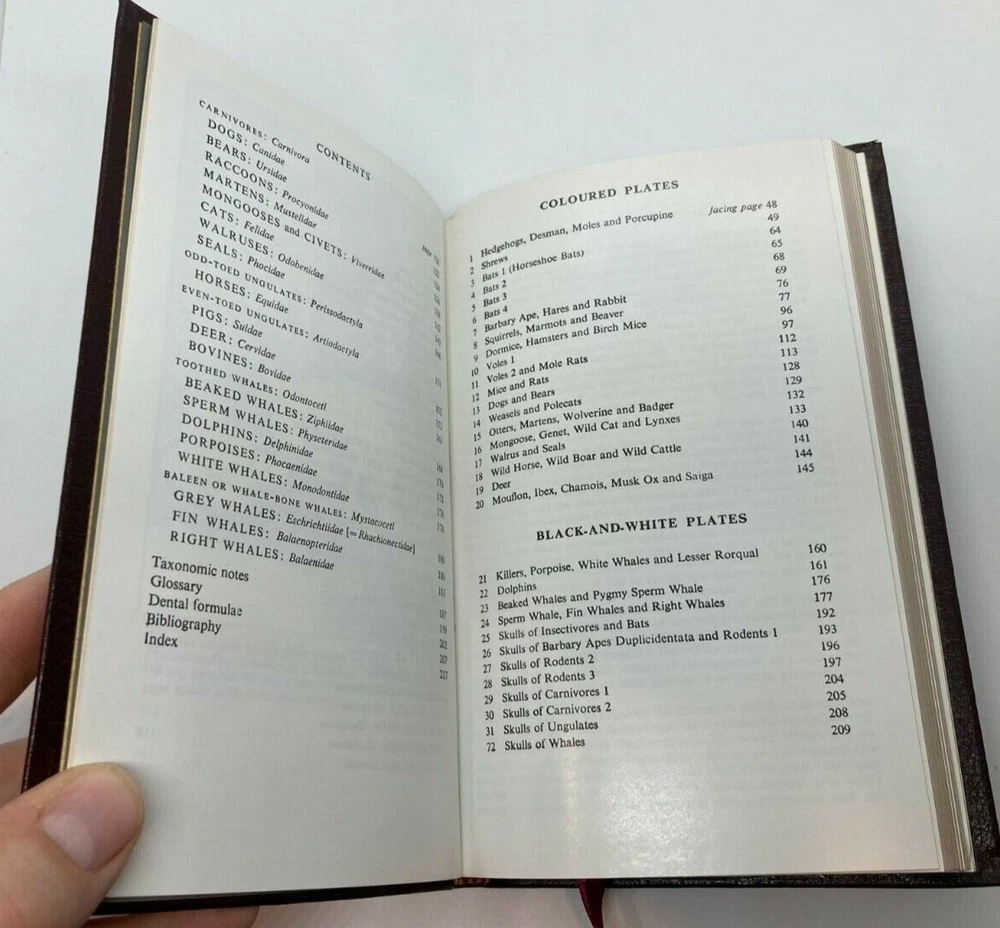 CONTENTS
CARNIVORES: Carnivora
DOGS: Canidae
BEARS: Ursidae
RACCOONS: Procyonidae
MARTENS: Mustelidae
MONGOOSES and CIVETS: Viverridae
CATS: Felidae
WALRUSES: Odobenidae
SEALS: Phocidae
ODD-TOED UNGULATES: Perissodactyla
HORSES: Equidae
EVEN-TOED UNGULATES: Artiodactyla
PIGS: Suidae
DEER: Cervidae
BOVINES: Bovidae
TOOTHED WHALES: Odontoceti
BEAKED WHALES: Ziphiidae
SPERM WHALES: Physeteridae
DOLPHINS: Delphinidae
PORPOISES: Phocaenidae
WHITE WHALES: Monodontidae
BALEEN OR WHALE-BONE WHALES: Mystacoceti
GREY WHALES: Eschrichtiidae [=Rhachionectidae]
FIN WHALES: Balaenopteridae
RIGHT WHALES: Balaenidae
Taxonomic notes 197
Glossary 199
Dental formulae 202
Bibliography 207
Index 217
COLOURED PLATES
1 Hedgehogs, Desman, Moles and Porcupine facing page 48
2 Shrews 49
3 Bats 1 (Horseshoe Bats) 64
4 Bats 2 65
5 Bats 3 68
6 Bats 4 69
7 Barbary Ape, Hares and Rabbit 76
8 Squirrels, Marmots and Beaver 77
9 Dormice, Hamsters and Birch Mice 96
10 Voles 1 97
11 Voles 2 and Mole Rats 112
12 Mice and Rats 113
13 Dogs and Bears 128
14 Weasels and Polecats 129
15 Otters, Martens, Wolverine and Badger 132
16 Mongoose, Genet, Wild Cat and Lynxes 133
17 Walrus and Seals 140
18 Wild Horse, Wild Boar and Wild Cattle 141
19 Deer 144
20 Mouflon, Ibex, Chamois, Musk Ox and Saiga 145
BLACK-AND-WHITE PLATES
21 Killers, Porpoise, White Whales and Lesser Rorqual 160
22 Dolphins 161
23 Beaked Whales and Pygmy Sperm Whale 176
24 Sperm Whale, Fin Whales and Right Whales 177
25 Skulls of Insectivores and Bats 192
26 Skulls of Barbary Apes Duplicidentata and Rodents 1 193
27 Skulls of Rodents 2 196
28 Skulls of Rodents 3 197
29 Skulls of Carnivores 1 204
30 Skulls of Carnivores 2 205
31 Skulls of Ungulates 208
72 Skulls of Whales 209